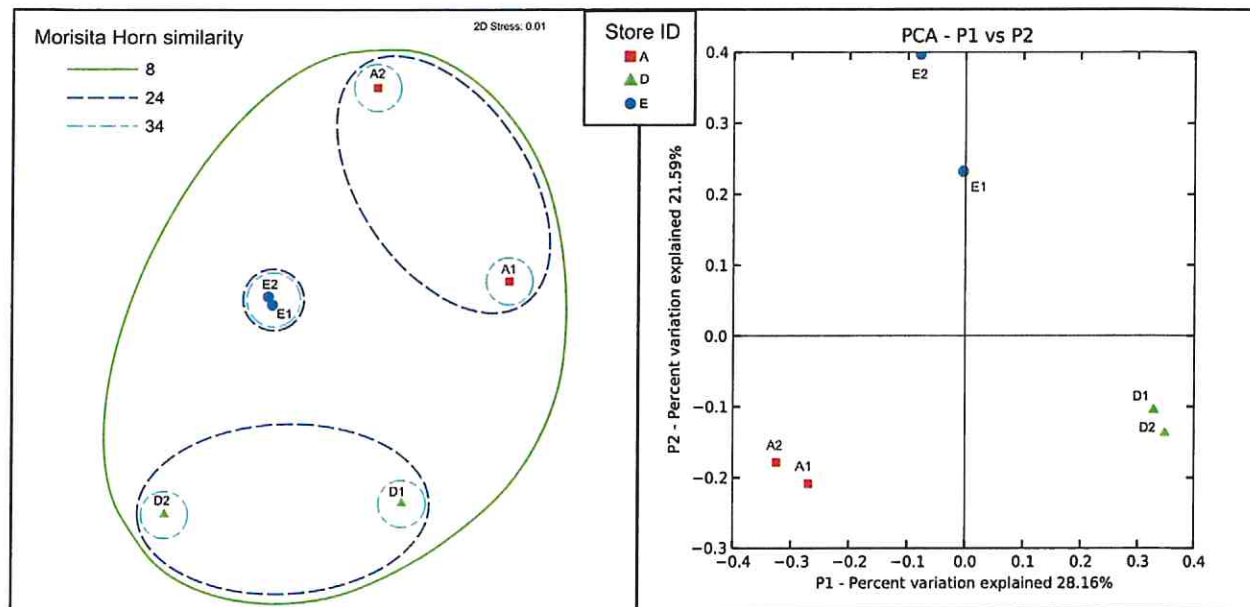 Morisita Horn similarity
8
24
34
2D Stress: 0.01
A2
A1
E2
E1
D2
D1
Store ID
A
D
E
PCA - P1 vs P2
P2 - Percent variation explained 21.59%
0.4
0.3
0.2
0.1
0.0
−0.1
−0.2
−0.3
E2
E1
D1
D2
A2
A1
−0.4 −0.3 −0.2 −0.1 0.0 0.1 0.2 0.3 0.4
P1 - Percent variation explained 28.16%